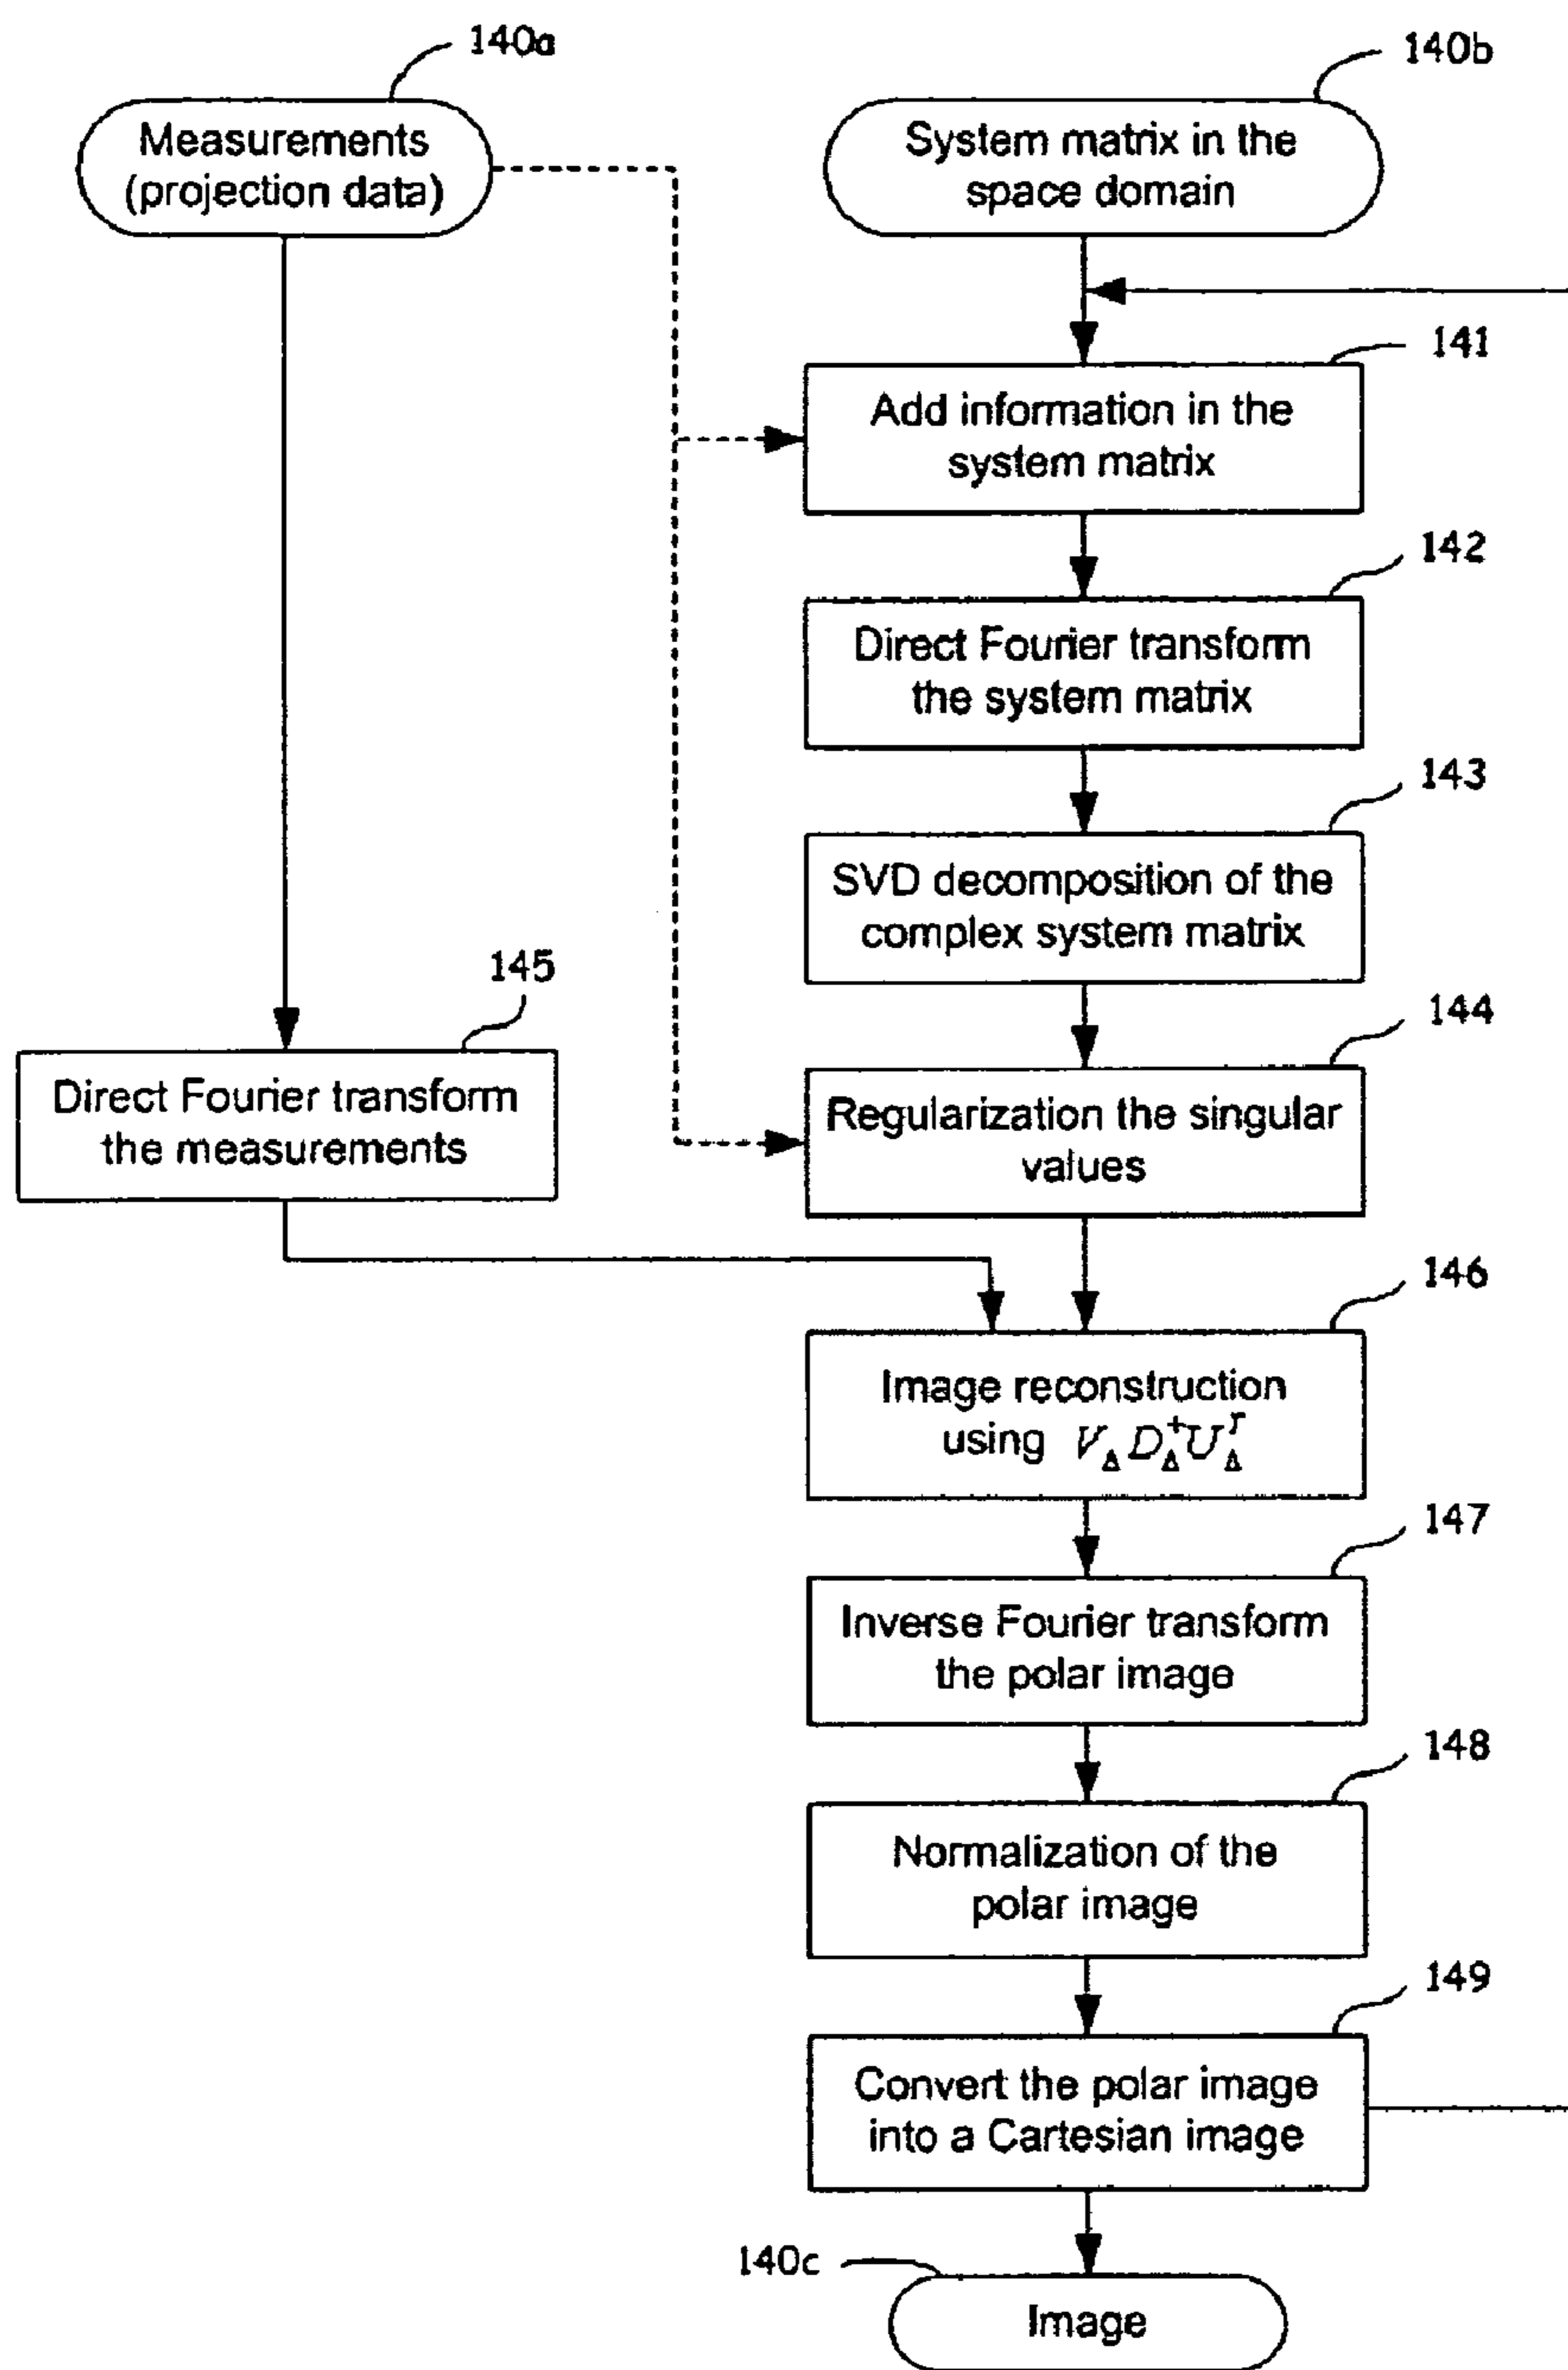 140a
Measurements
(projection data)
140b
System matrix in the
space domain
141
Add information in the
system matrix
142
Direct Fourier transform
the system matrix
143
SVD decomposition of the
complex system matrix
144
Regularization the singular
values
145
Direct Fourier transform
the measurements
146
Image reconstruction
using V_Δ D_Δ^+ U_Δ^T
147
Inverse Fourier transform
the polar image
148
Normalization of the
polar image
149
Convert the polar image
into a Cartesian image
140c
Image